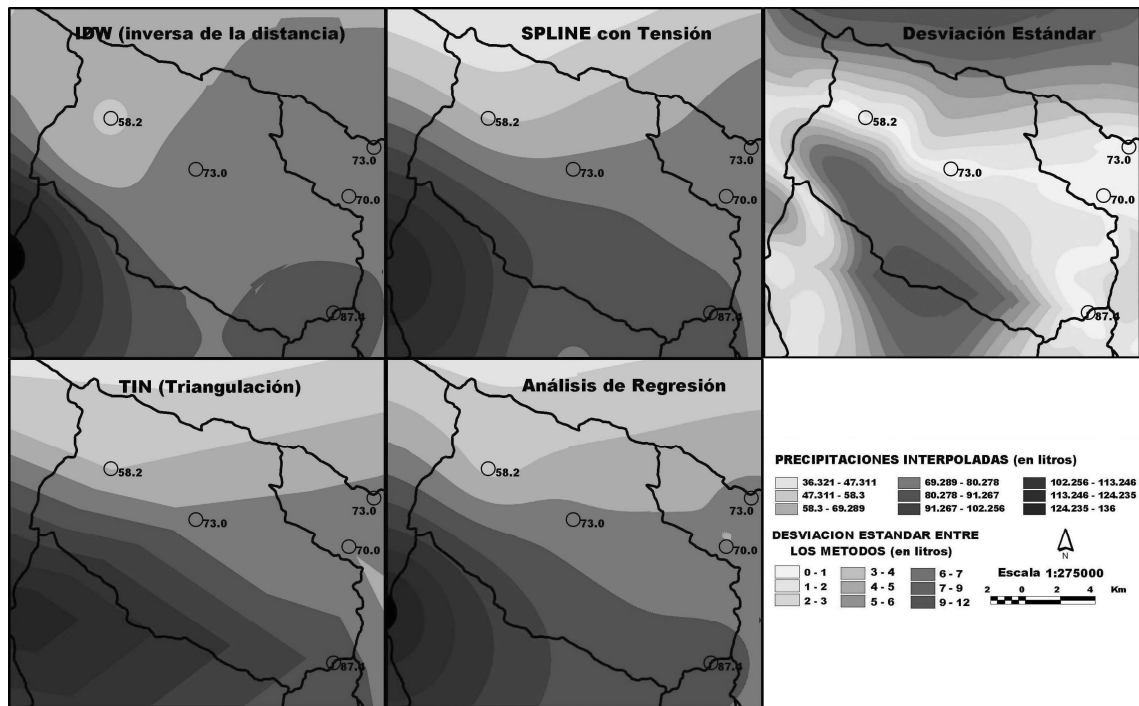 IDW (inversa de la distancia)
58.2
73.0
73.0
70.0
87.4
SPLINE con Tensión
58.2
73.0
73.0
70.0
87.4
Desviación Estándar
58.2
73.0
73.0
70.0
87.4
TIN (Triangulación)
58.2
73.0
73.0
70.0
87.4
Análisis de Regresión
58.2
73.0
73.0
70.0
87.4
PRECIPITACIONES INTERPOLADAS (en litros)
36.321 - 47.311
47.311 - 58.3
58.3 - 69.289
69.289 - 80.278
80.278 - 91.267
91.267 - 102.256
102.256 - 113.246
113.246 - 124.235
124.235 - 136
DESVIACION ESTANDAR ENTRE
LOS METODOS (en litros)
0 - 1
1 - 2
2 - 3
3 - 4
4 - 5
5 - 6
6 - 7
7 - 9
9 - 12
N
Escala 1:275000
2 0 2 4 Km